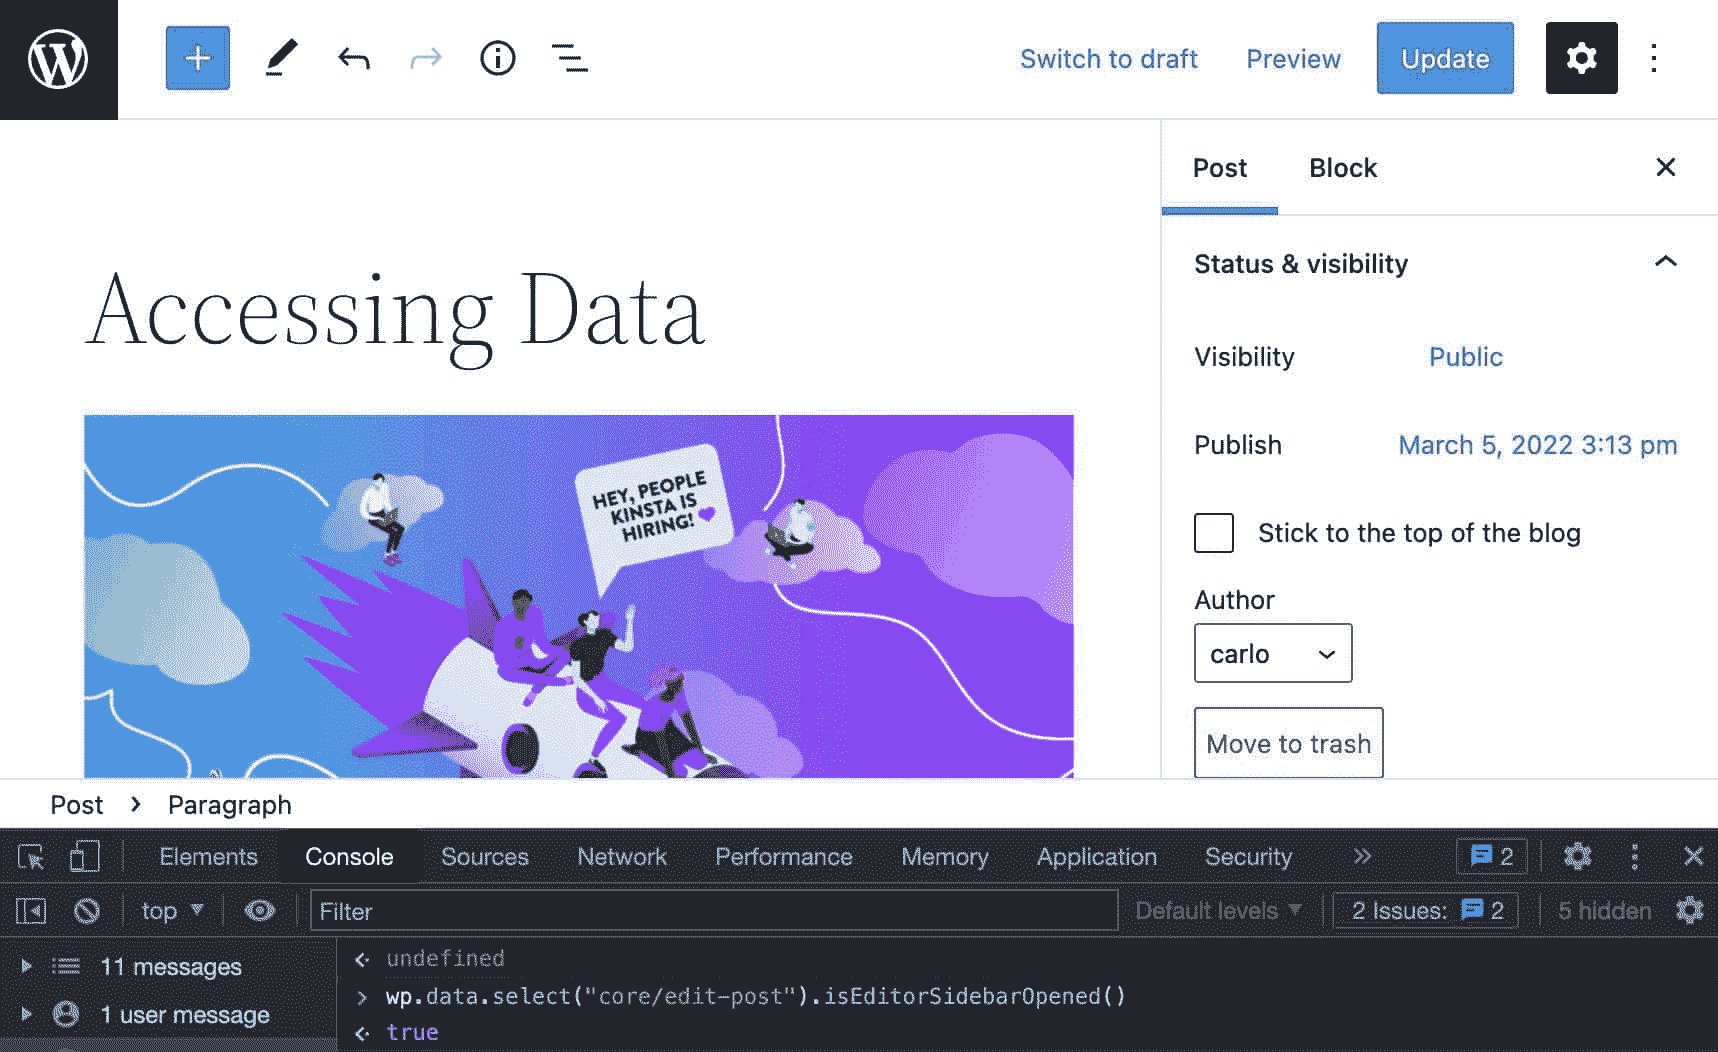 Switch to draft Preview Update
Post Block
Status & visibility
Accessing Data
Visibility Public
Publish March 5, 2022 3:13 pm
HEY, PEOPLE
KINSTA IS
HIRING!
Stick to the top of the blog
Author
carlo
Move to trash
Post Paragraph
Elements Console Sources Network Performance Memory Application Security 2
top Filter Default levels 2 Issues: 2 5 hidden
11 messages
1 user message
undefined
wp.data.select("core/edit-post").isEditorSidebarOpened()
true